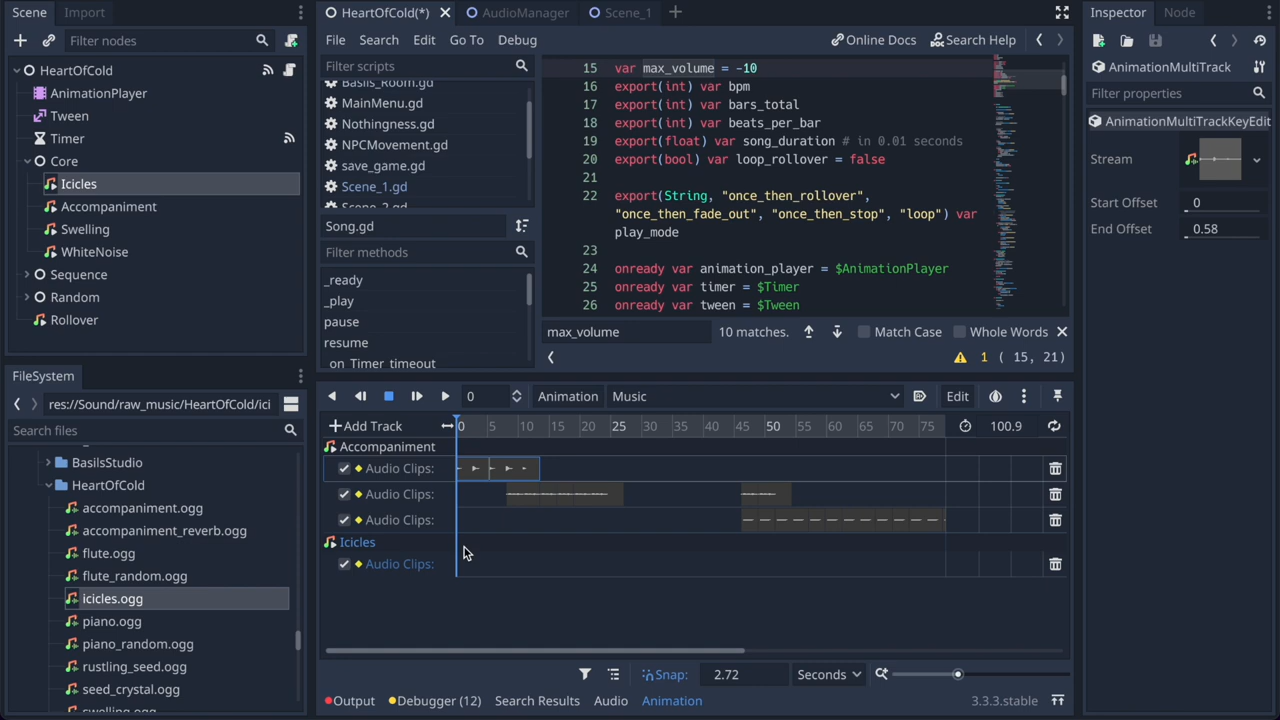 Scene
Import
Filter nodes
HeartOfCold
AnimationPlayer
Tween
Timer
Core
Icicles
Accompaniment
Swelling
WhiteNoise
Sequence
Random
Rollover
FileSystem
res://Sound/raw_music/HeartOfCold/ici
Search files
BasilsStudio
HeartOfCold
accompaniment.ogg
accompaniment_reverb.ogg
flute.ogg
flute_random.ogg
icicles.ogg
piano.ogg
piano_random.ogg
rustling_seed.ogg
seed_crystal.ogg
swelling.ogg
HeartOfCold(*)
AudioManager
Scene_1
File Search Edit Go To Debug
Online Docs
Search Help
Filter scripts
Basils_Room.gd
MainMenu.gd
Nothingness.gd
NPCMovement.gd
save_game.gd
Scene_1.gd
Scene_2.gd
Song.gd
Filter methods
_ready
_play
pause
resume
_on_Timer_timeout
15 var max_volume = -10
16 export(int) var bpm
17 export(int) var bars_total
18 export(int) var beats_per_bar
19 export(float) var song_duration # in 0.01 seconds
20 export(bool) var loop_rollover = false
21
22 export(String, "once_then_rollover",
"once_then_fade_out", "once_then_stop", "loop") var
play_mode
23
24 onready var animation_player = $AnimationPlayer
25 onready var timer = $Timer
26 onready var tween = $Tween
max_volume
10 matches.
Match Case
Whole Words
1 ( 15, 21)
0
Animation
Music
Edit
Add Track
0 5 10 15 20 25 30 35 40 45 50 55 60 65 70 75
100.9
Accompaniment
Audio Clips:
Audio Clips:
Audio Clips:
Icicles
Audio Clips:
Snap: 2.72 Seconds
Output
Debugger (12)
Search Results
Audio
Animation
3.3.3.stable
Inspector
Node
AnimationMultiTrack
Filter properties
AnimationMultiTrackKeyEdit
Stream
Start Offset 0
End Offset 0.58